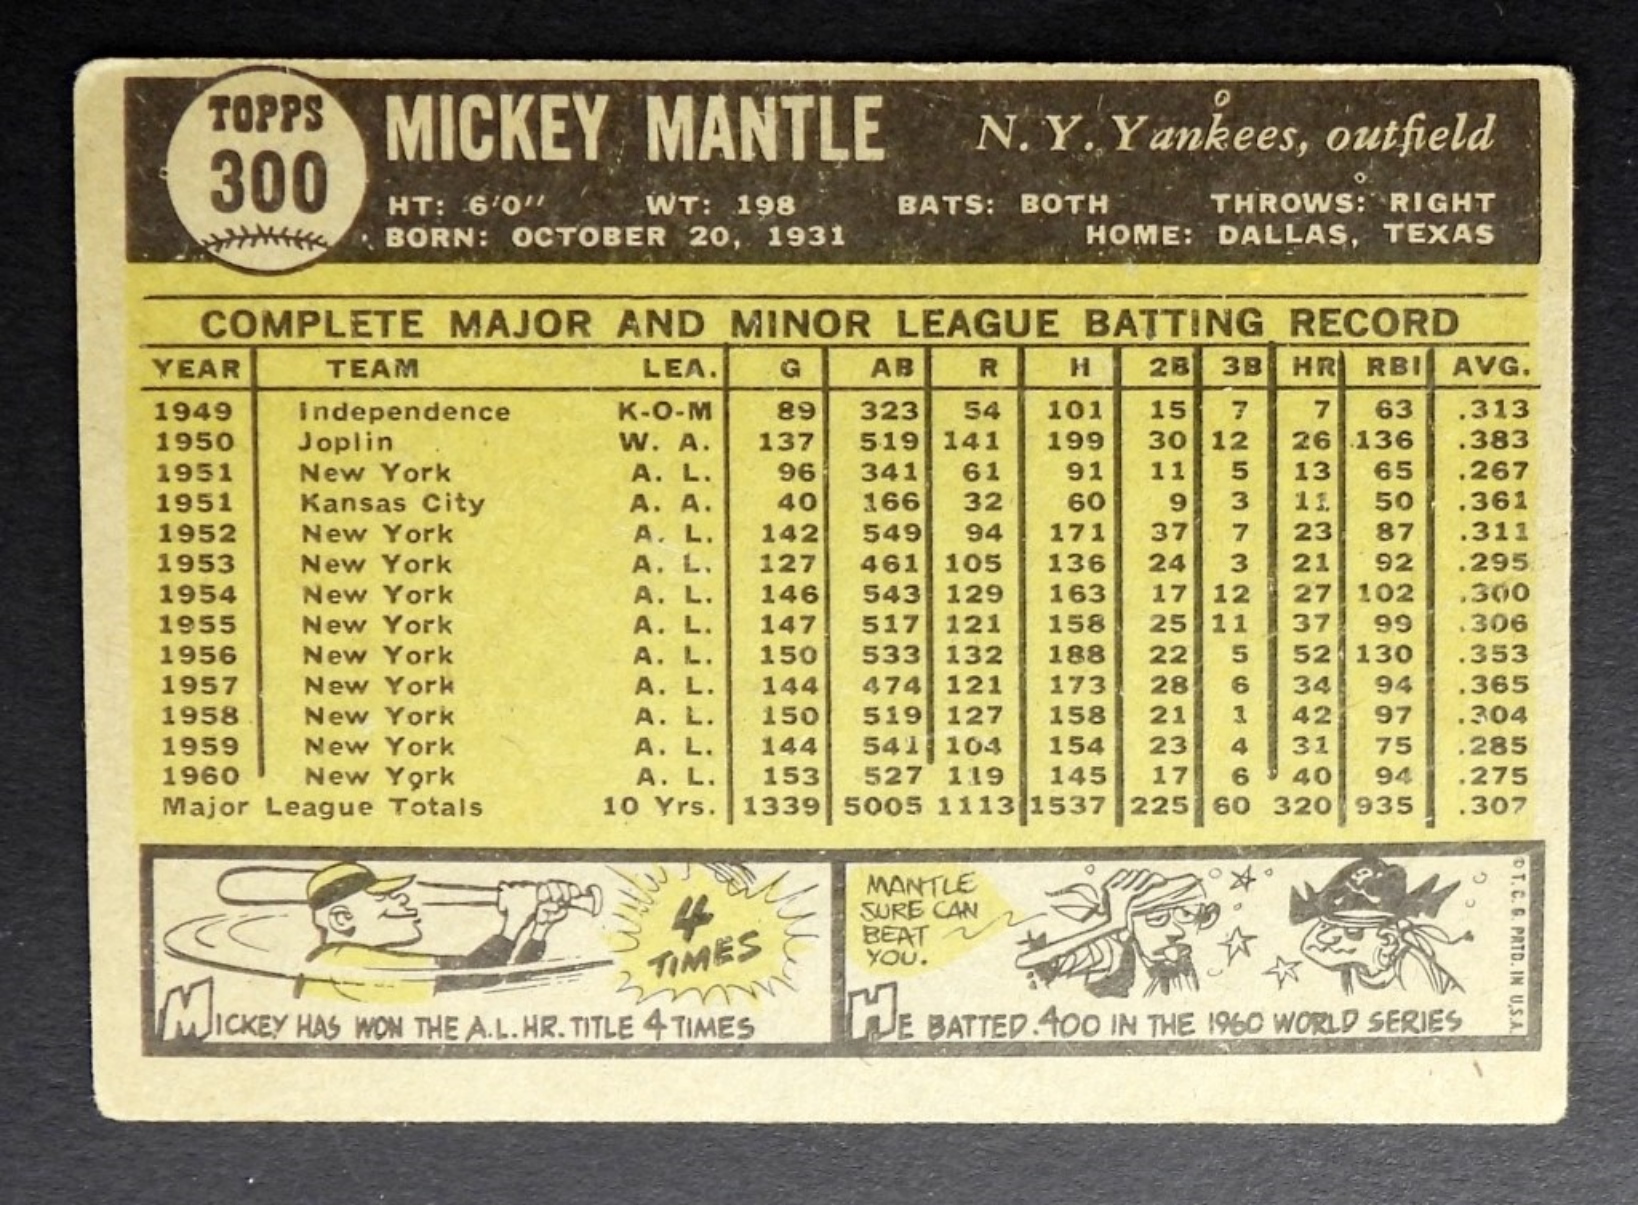 TOPPS
300
MICKEY MANTLE N. Y. Yankees, outfield
HT: 6'0" WT: 198 BATS: BOTH THROWS: RIGHT
BORN: OCTOBER 20, 1931 HOME: DALLAS, TEXAS
COMPLETE MAJOR AND MINOR LEAGUE BATTING RECORD
YEAR TEAM LEA. G AB R H 2B 3B HR RBI AVG.
1949 Independence K-O-M 89 323 54 101 15 7 7 63 .313
1950 Joplin W. A. 137 519 141 199 30 12 26 136 .383
1951 New York A. L. 96 341 61 91 11 5 13 65 .267
1951 Kansas City A. A. 40 166 32 60 9 3 11 50 .361
1952 New York A. L. 142 549 94 171 37 7 23 87 .311
1953 New York A. L. 127 461 105 136 24 3 21 92 .295
1954 New York A. L. 146 543 129 163 17 12 27 102 .300
1955 New York A. L. 147 517 121 158 25 11 37 99 .306
1956 New York A. L. 150 533 132 188 22 5 52 130 .353
1957 New York A. L. 144 474 121 173 28 6 34 94 .365
1958 New York A. L. 150 519 127 158 21 1 42 97 .304
1959 New York A. L. 144 541 104 154 23 4 31 75 .285
1960 New York A. L. 153 527 119 145 17 6 40 94 .275
Major League Totals 10 Yrs. 1339 5005 1113 1537 225 60 320 935 .307
4
TIMES
MICKEY HAS WON THE A.L. HR. TITLE 4 TIMES
MANTLE
SURE CAN
BEAT
YOU.
HE BATTED .400 IN THE 1960 WORLD SERIES
© T. C. G. PRTD. IN U.S.A.